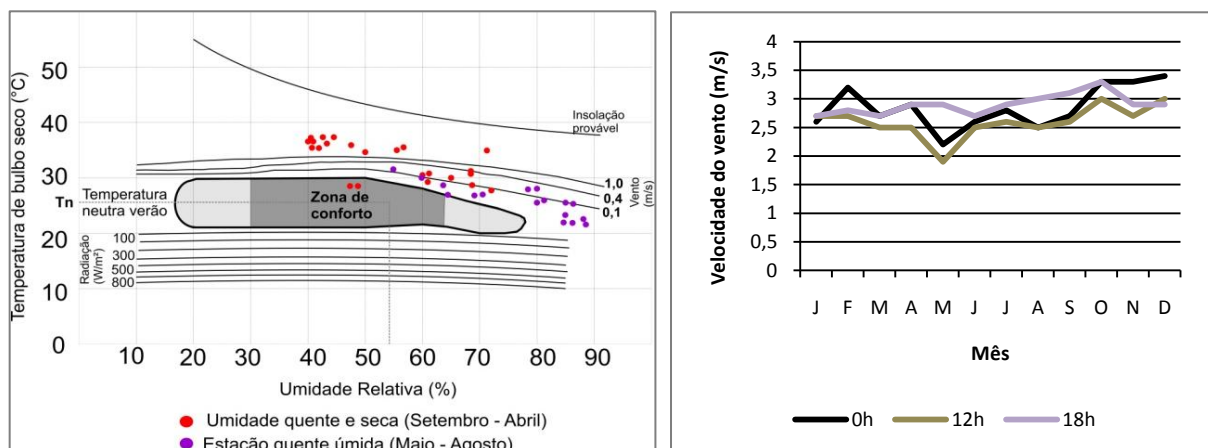 Temperatura de bulbo seco (°C)
50
40
30
Tn
20
10
0
Insolação
provável
1,0
0,4
0,1
Vento
(m/s)
Temperatura
neutra verão
Zona de
conforto
Radiação
(W/m²)
100
300
500
800
10 20 30 40 50 60 70 80 90
Umidade Relativa (%)
Umidade quente e seca (Setembro - Abril)
Estação quente úmida (Maio - Agosto)
Velocidade do vento (m/s)
4
3,5
3
2,5
2
1,5
1
0,5
0
J F M A M J J A S O N D
Mês
0h 12h 18h